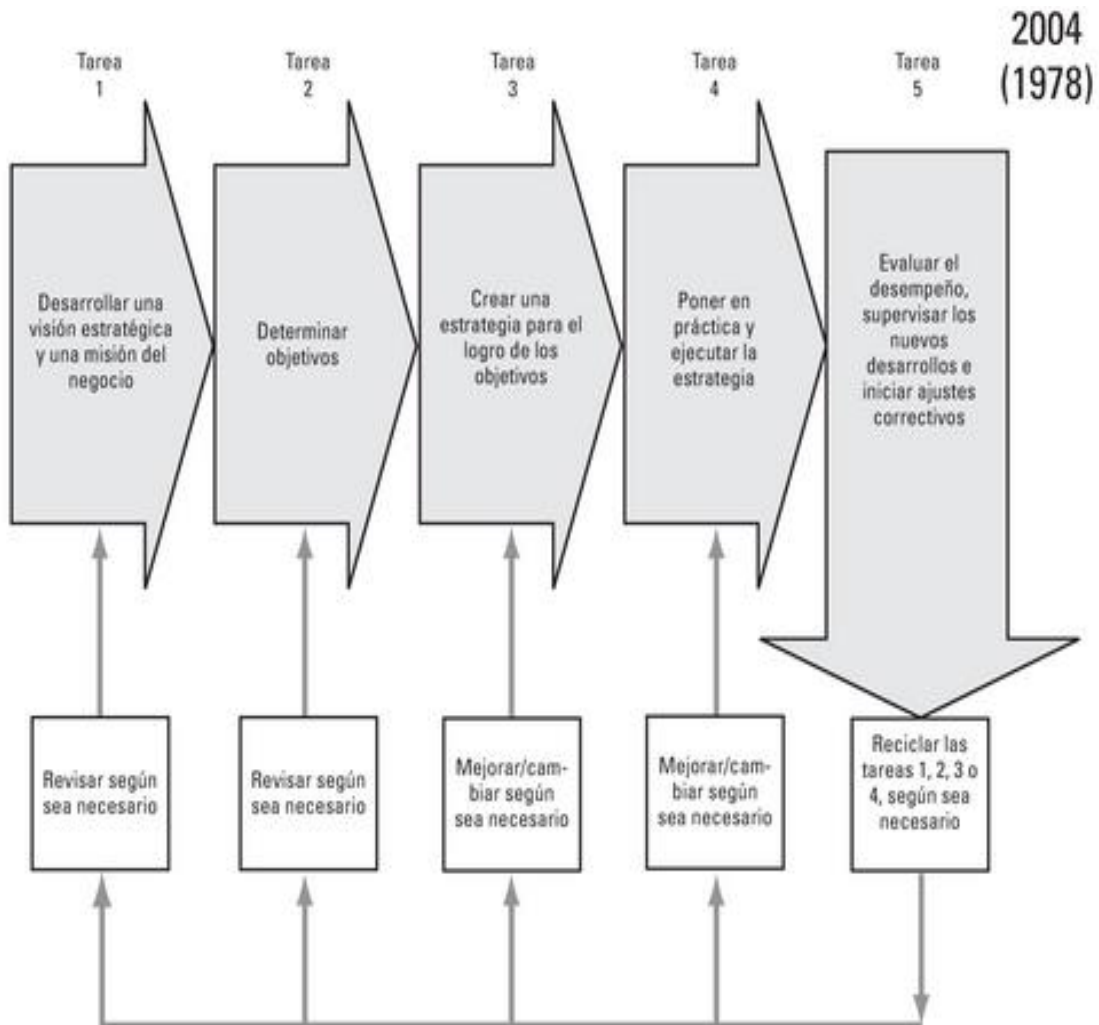 2004
(1978)
Tarea
1
Tarea
2
Tarea
3
Tarea
4
Tarea
5
Desarrollar una
visión estratégica
y una misión del
negocio
Determinar
objetivos
Crear una
estrategia para el
logro de los
objetivos
Poner en
práctica y
ejecutar la
estrategia
Evaluar el
desempeño,
supervisar los
nuevos
desarrollos e
iniciar ajustes
correctivos
Revisar según
sea necesario
Revisar según
sea necesario
Mejorar/cam-
biar según
sea necesario
Mejorar/cam-
biar según
sea necesario
Reciclar las
tareas 1, 2, 3 o
4, según sea
necesario